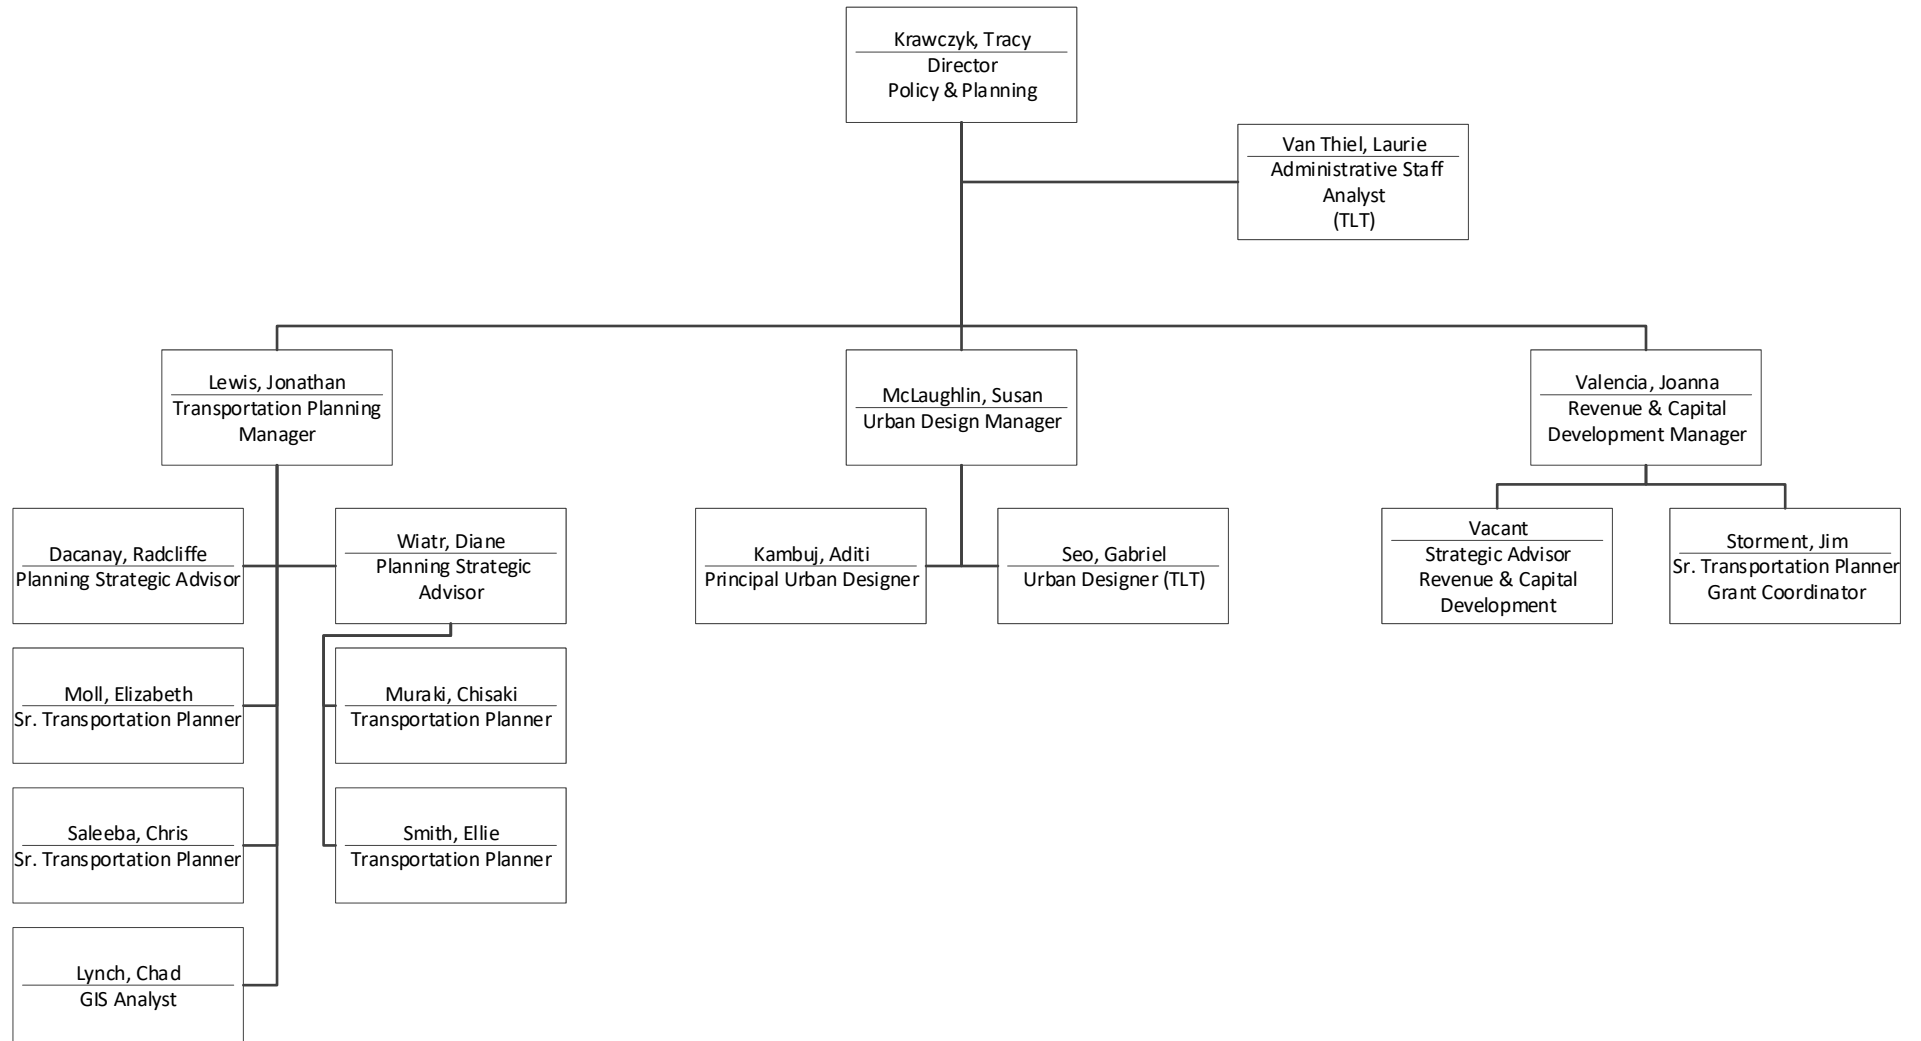 Krawczyk, Tracy
Director
Policy & Planning
Van Thiel, Laurie
Administrative Staff
Analyst
(TLT)
Lewis, Jonathan
Transportation Planning
Manager
McLaughlin, Susan
Urban Design Manager
Valencia, Joanna
Revenue & Capital
Development Manager
Dacanay, Radcliffe
Planning Strategic Advisor
Wiatr, Diane
Planning Strategic
Advisor
Kambuj, Aditi
Principal Urban Designer
Seo, Gabriel
Urban Designer (TLT)
Vacant
Strategic Advisor
Revenue & Capital
Development
Storment, Jim
Sr. Transportation Planner
Grant Coordinator
Moll, Elizabeth
Sr. Transportation Planner
Muraki, Chisaki
Transportation Planner
Saleeba, Chris
Sr. Transportation Planner
Smith, Ellie
Transportation Planner
Lynch, Chad
GIS Analyst